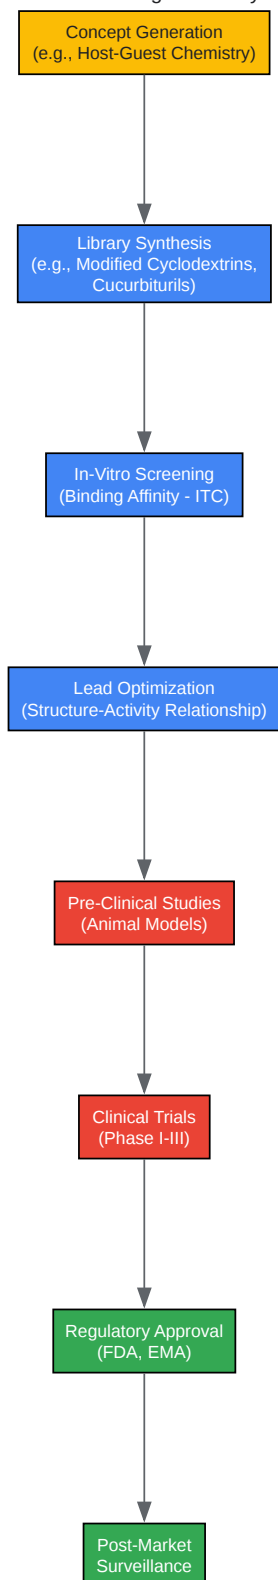 Concept Generation
(e.g., Host-Guest Chemistry)
Library Synthesis
(e.g., Modified Cyclodextrins,
Cucurbiturils)
In-Vitro Screening
(Binding Affinity - ITC)
Lead Optimization
(Structure-Activity Relationship)
Pre-Clinical Studies
(Animal Models)
Clinical Trials
(Phase I-III)
Regulatory Approval
(FDA, EMA)
Post-Market
Surveillance